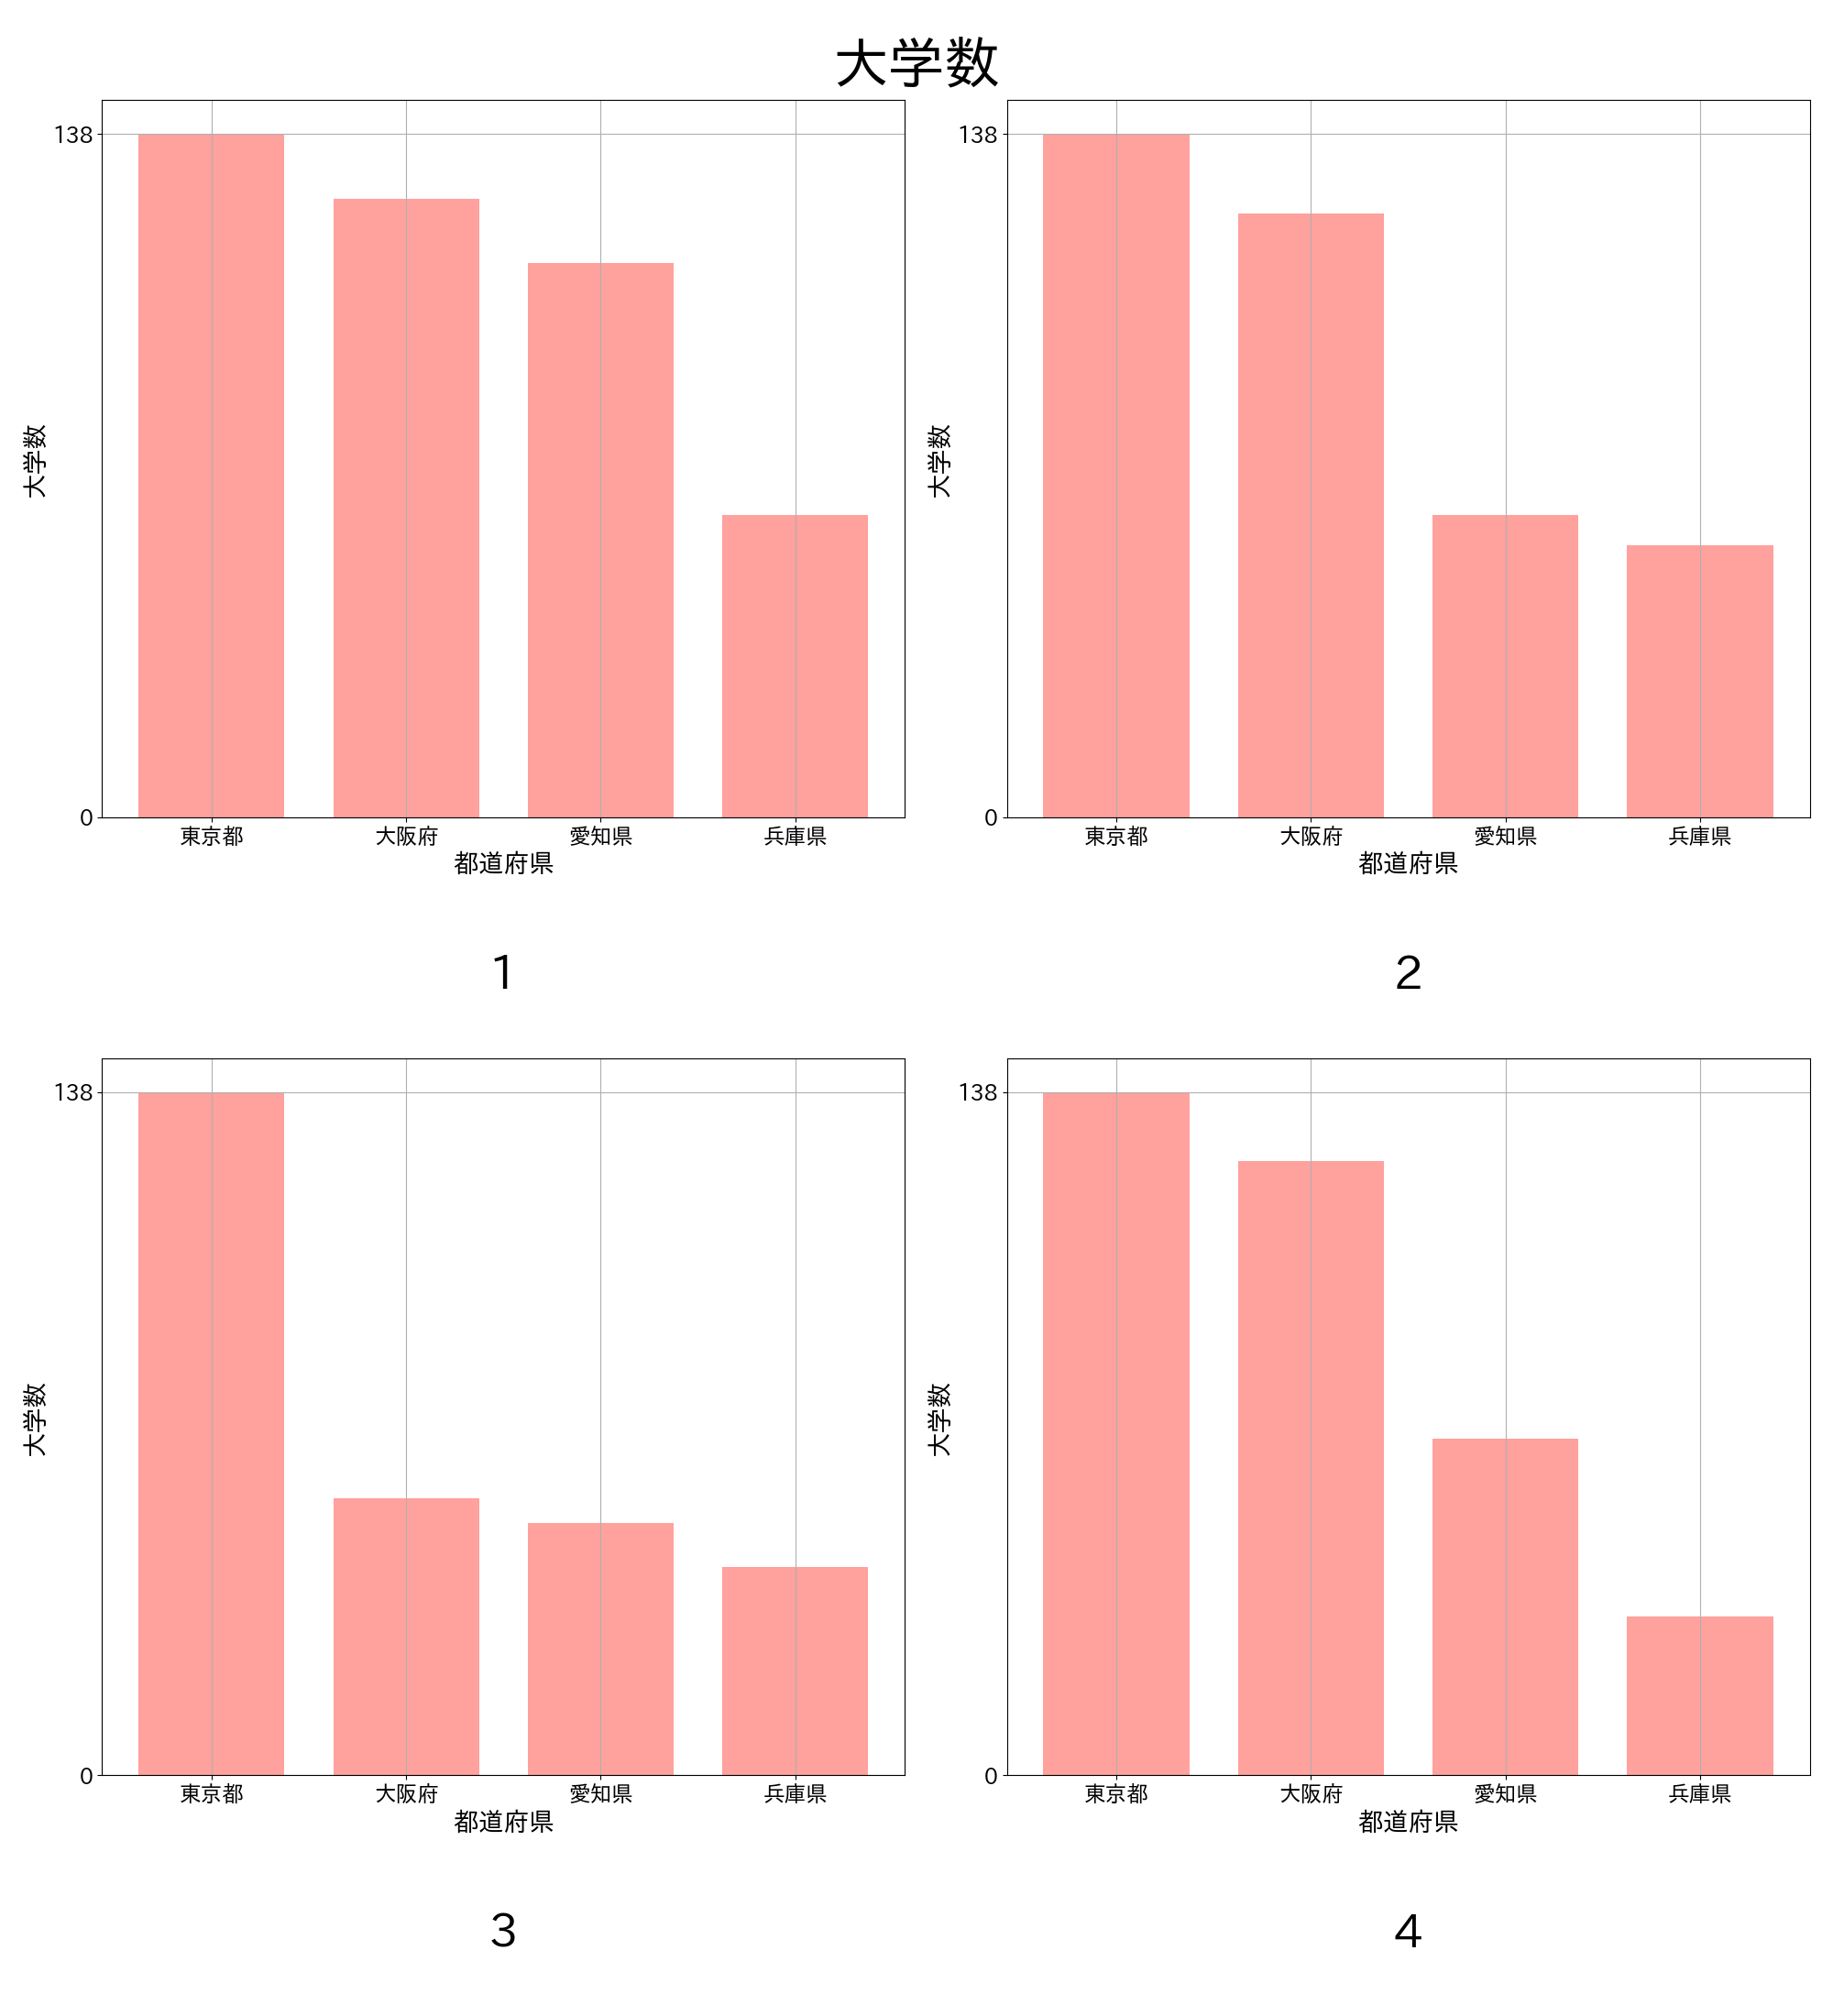 大学数
138
大学数
0
東京都 大阪府 愛知県 兵庫県
都道府県
1
138
大学数
0
東京都 大阪府 愛知県 兵庫県
都道府県
2
138
大学数
0
東京都 大阪府 愛知県 兵庫県
都道府県
3
138
大学数
0
東京都 大阪府 愛知県 兵庫県
都道府県
4